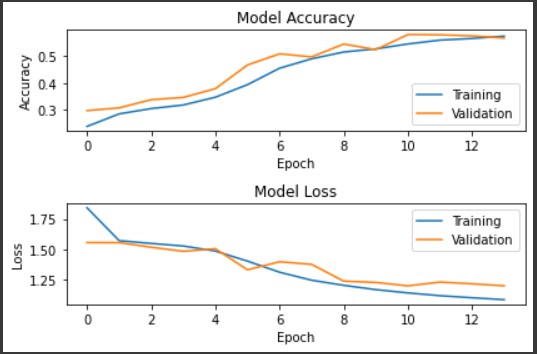 Model Accuracy
Accuracy
0.5
0.4
0.3
Training
Validation
0 2 4 6 8 10 12
Epoch
Model Loss
Loss
1.75
1.50
1.25
Training
Validation
0 2 4 6 8 10 12
Epoch